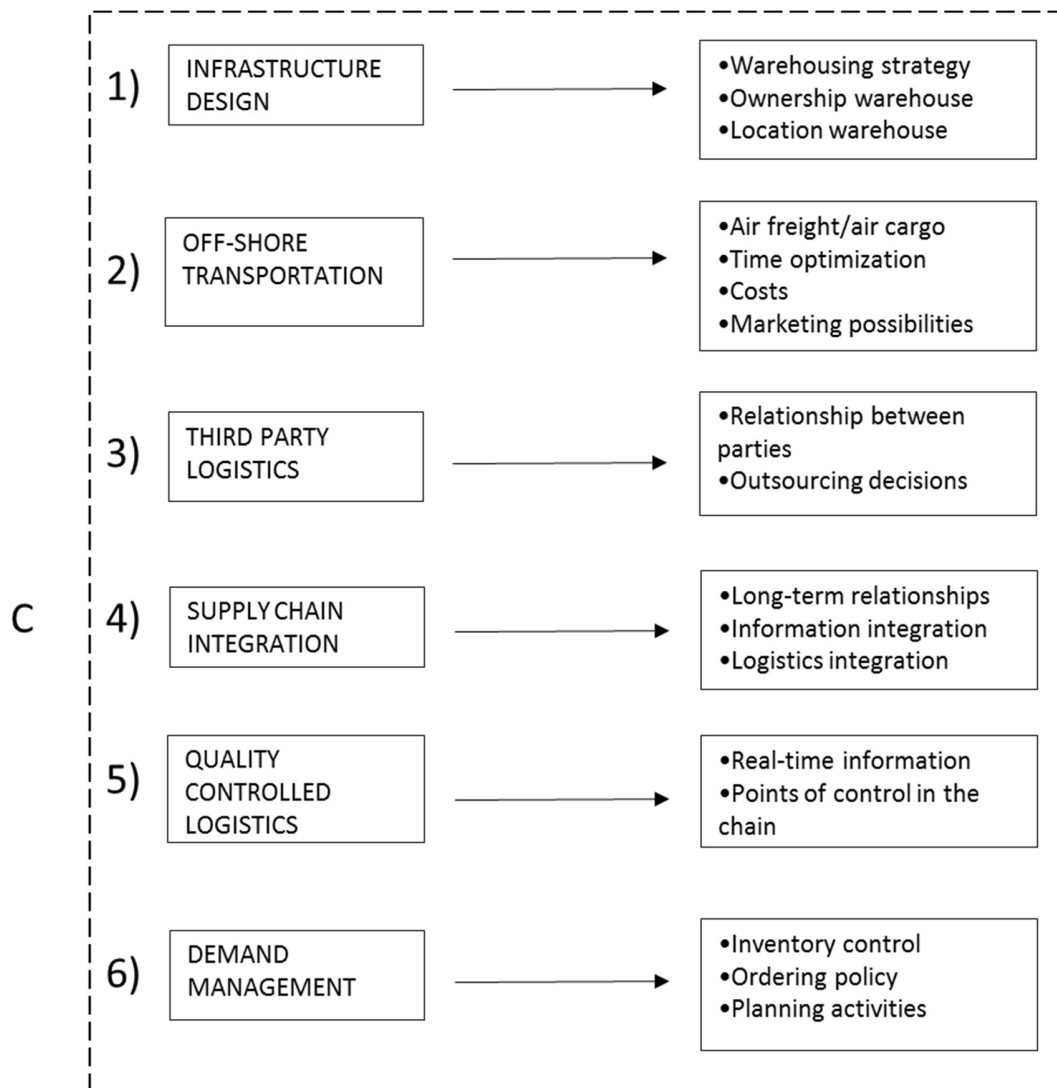 1)
INFRASTRUCTURE
DESIGN
•Warehousing strategy
•Ownership warehouse
•Location warehouse
2)
OFF-SHORE
TRANSPORTATION
•Air freight/air cargo
•Time optimization
•Costs
•Marketing possibilities
3)
THIRD PARTY
LOGISTICS
•Relationship between
parties
•Outsourcing decisions
C
4)
SUPPLY CHAIN
INTEGRATION
•Long-term relationships
•Information integration
•Logistics integration
5)
QUALITY
CONTROLLED
LOGISTICS
•Real-time information
•Points of control in the
chain
6)
DEMAND
MANAGEMENT
•Inventory control
•Ordering policy
•Planning activities